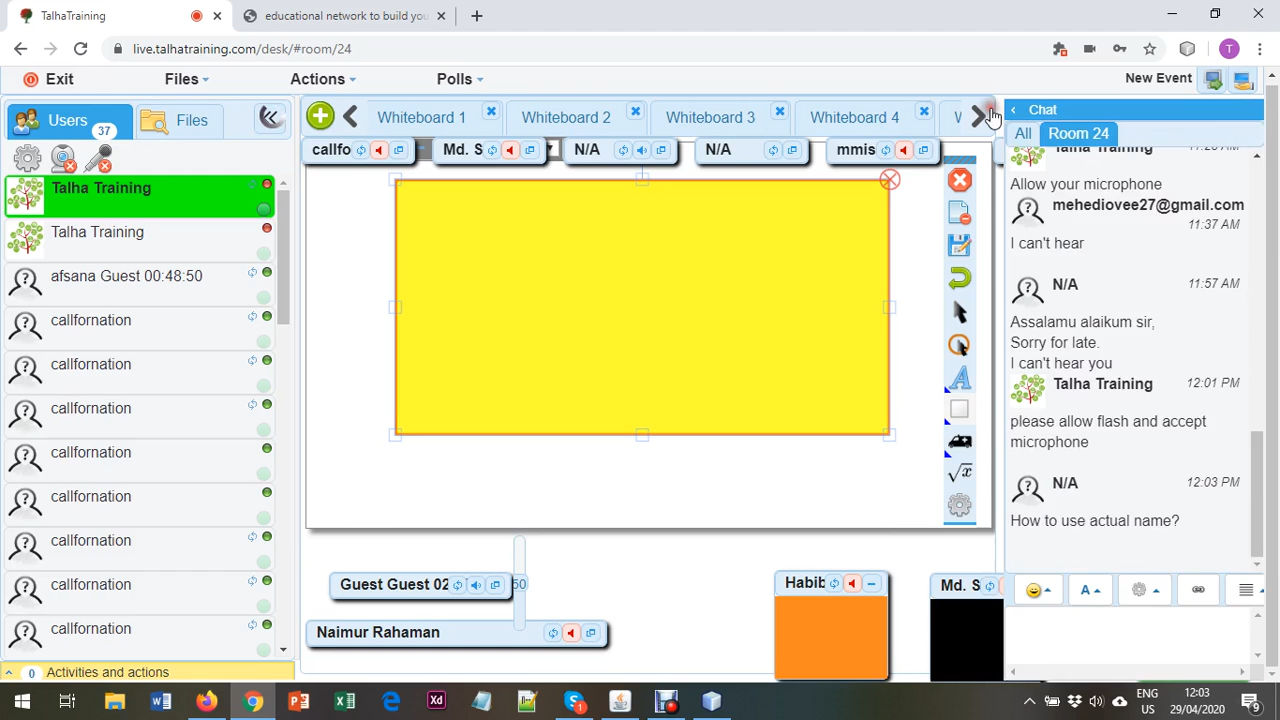 TalhaTraining
educational network to build you
live.talhatraining.com/desk/#room/24
T
Exit
Files
Actions
Polls
New Event
Users
37
Files
Whiteboard 1
Whiteboard 2
Whiteboard 3
Whiteboard 4
Chat
All
Room 24
callfo
Md. S
N/A
N/A
mmis
Talha Training
Talha Training
afsana Guest 00:48:50
callfornation
callfornation
callfornation
callfornation
callfornation
callfornation
callfornation
callfornation
0 Activities and actions
Talha Training
Allow your microphone
mehediovee27@gmail.com
11:37 AM
I can't hear
N/A
11:57 AM
Assalamu alaikum sir,
Sorry for late.
I can't hear you
Talha Training
12:01 PM
please allow flash and accept
microphone
N/A
12:03 PM
How to use actual name?
A
A
√x
Guest Guest 02
50
Naimur Rahaman
Habib
Md. S
ENG
US
12:03
29/04/2020